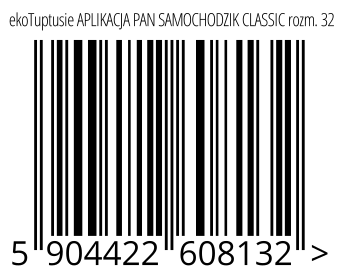 ekoTuptusie APLIKACJA PAN SAMOCHODZIK CLASSIC rozm. 32
5 904422 608132 >